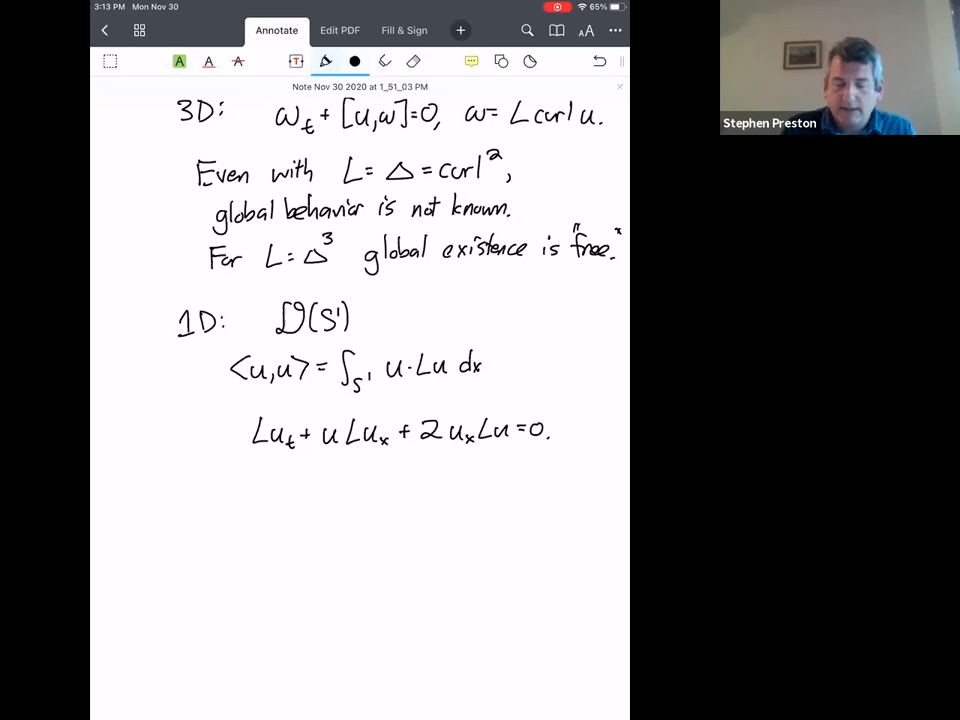 3:13 PM Mon Nov 30
65%
Annotate Edit PDF Fill & Sign
AA
A A A T
Note Nov 30 2020 at 1_51_03 PM
3D: ω_t + [u,ω]=0, ω= L curl u.
Even with L= Δ = curl²,
global behavior is not known.
For L= Δ³ global existence is "free."
1D: 𝒟(S¹)
<u,u> = ∫_S¹ u·Lu dx
Lu_t + u Lu_x + 2 u_x Lu =0.
Stephen Preston